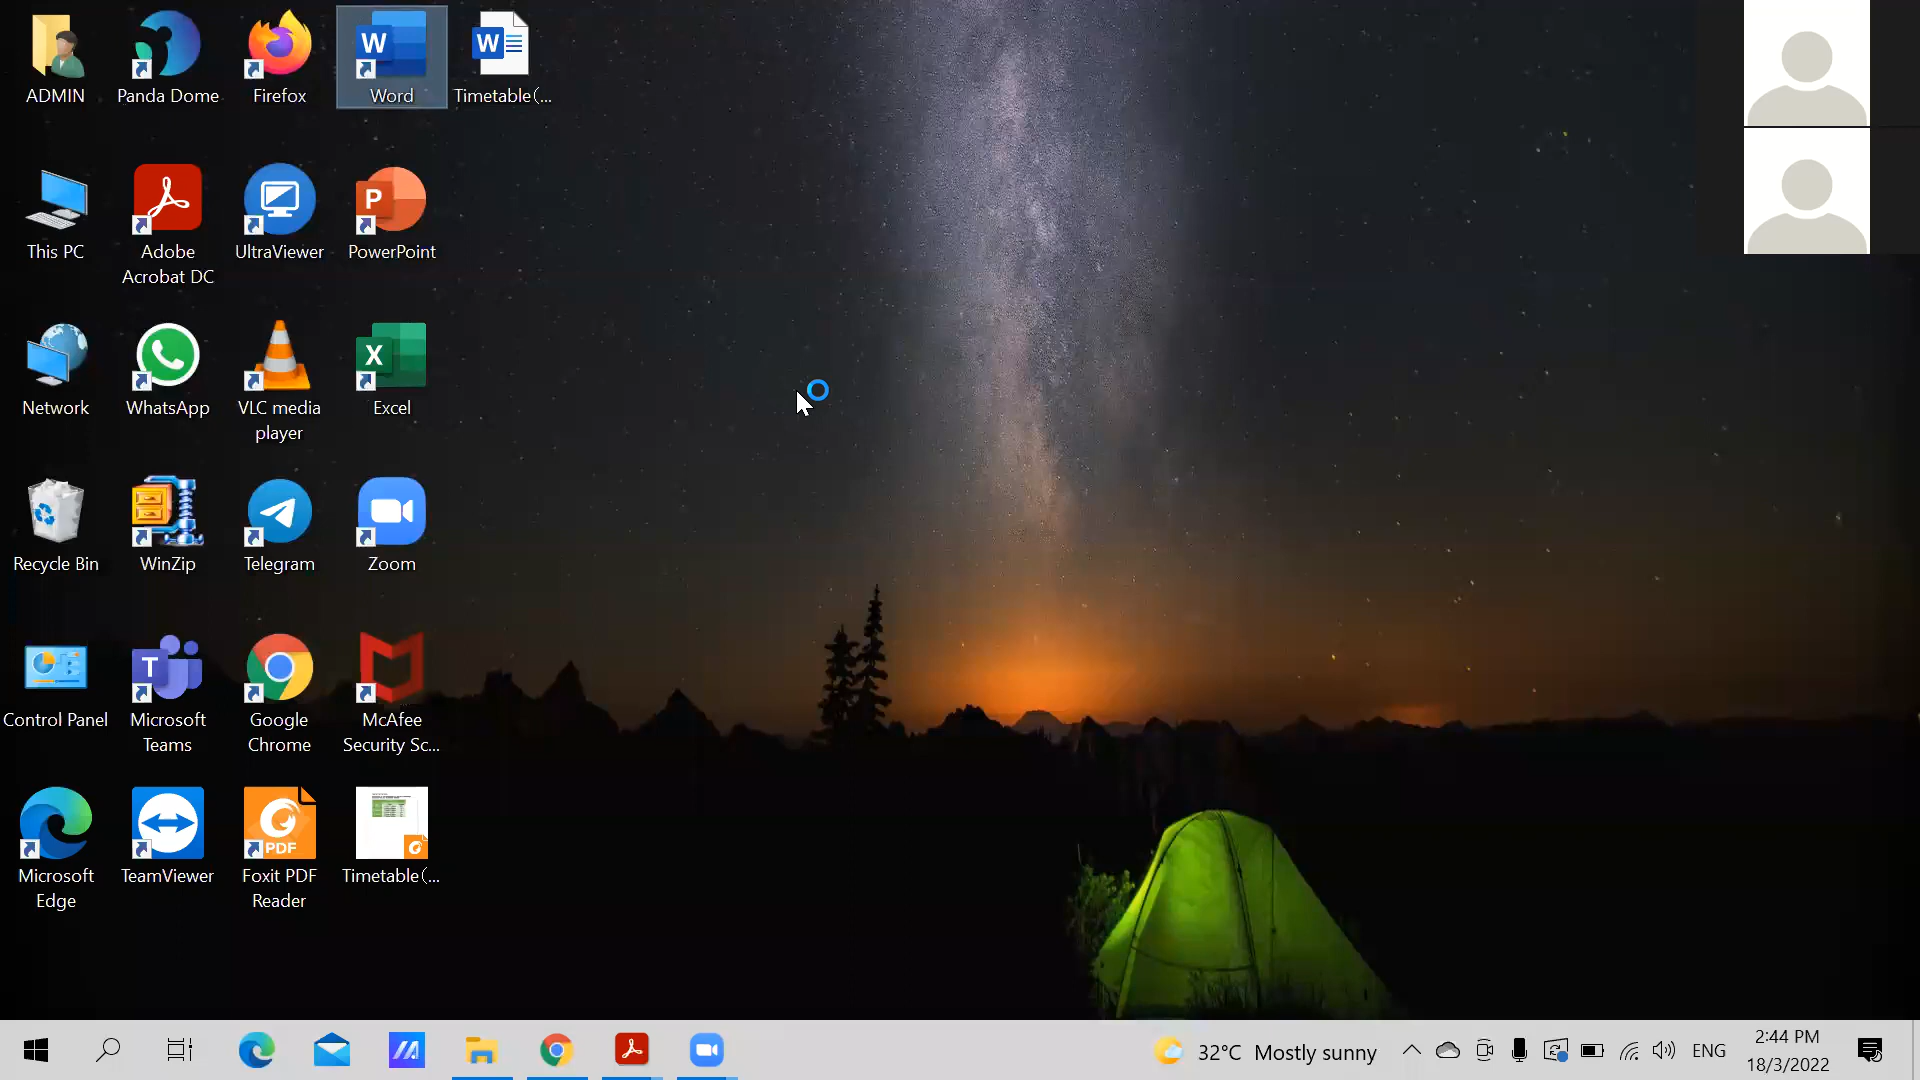 ADMIN
Panda Dome
Firefox
Word
Timetable(...
This PC
Adobe
Acrobat DC
UltraViewer
PowerPoint
Network
WhatsApp
VLC media
player
Excel
Recycle Bin
WinZip
Telegram
Zoom
Control Panel
Microsoft
Teams
Google
Chrome
McAfee
Security Sc...
Microsoft
Edge
TeamViewer
PDF
Foxit PDF
Reader
Timetable(...
32°C Mostly sunny
ENG
2:44 PM
18/3/2022